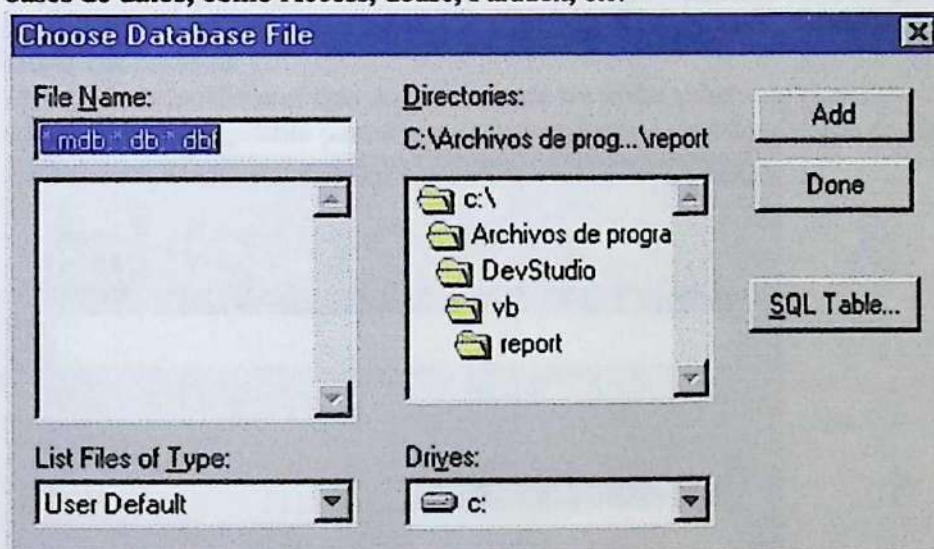 Choose Database File
File Name:
*.mdb;*.db;*.dbf
Directories:
C:\Archivos de prog...\report
c:\
Archivos de progra
DevStudio
vb
report
Add
Done
SQL Table...
List Files of Type:
User Default
Drives:
c: